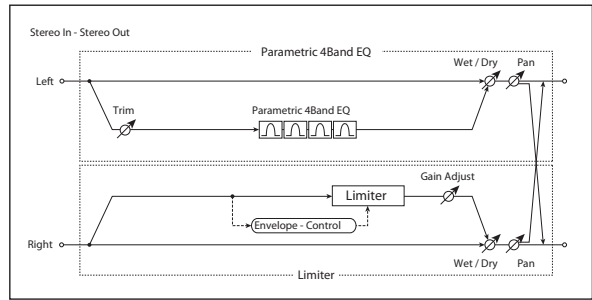 Stereo In - Stereo Out
Parametric 4Band EQ
Wet / Dry
Pan
Left
Trim
Parametric 4Band EQ
Gain Adjust
Limiter
Envelope - Control
Right
Wet / Dry
Pan
Limiter